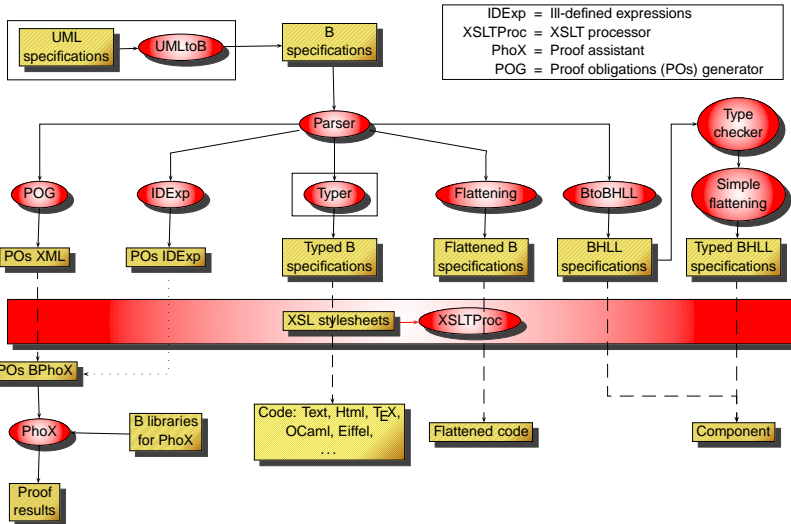 UML
specifications
UMLtoB
B
specifications
IDExp = Ill-defined expressions
XSLTProc = XSLT processor
PhoX = Proof assistant
POG = Proof obligations (POs) generator
Parser
Type
checker
POG
IDExp
Typer
Flattening
BtoBHLL
Simple
flattening
POs XML
POs IDExp
Typed B
specifications
Flattened B
specifications
BHLL
specifications
Typed BHLL
specifications
XSL stylesheets
XSLTProc
POs BPhoX
PhoX
B libraries
for PhoX
Code: Text, Html, TEX,
OCaml, Eiffel,
...
Flattened code
Component
Proof
results